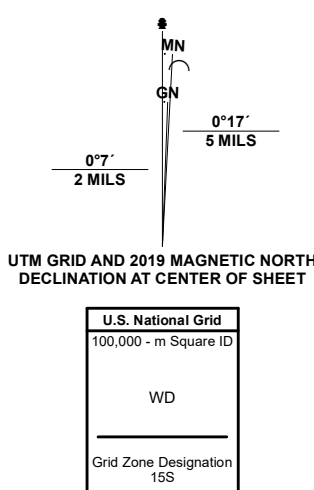 MN
GN
0°17´
5 MILS
0°7´
2 MILS
UTM GRID AND 2019 MAGNETIC NORTH
DECLINATION AT CENTER OF SHEET
U.S. National Grid
100,000 - m Square ID
WD
Grid Zone Designation
15S